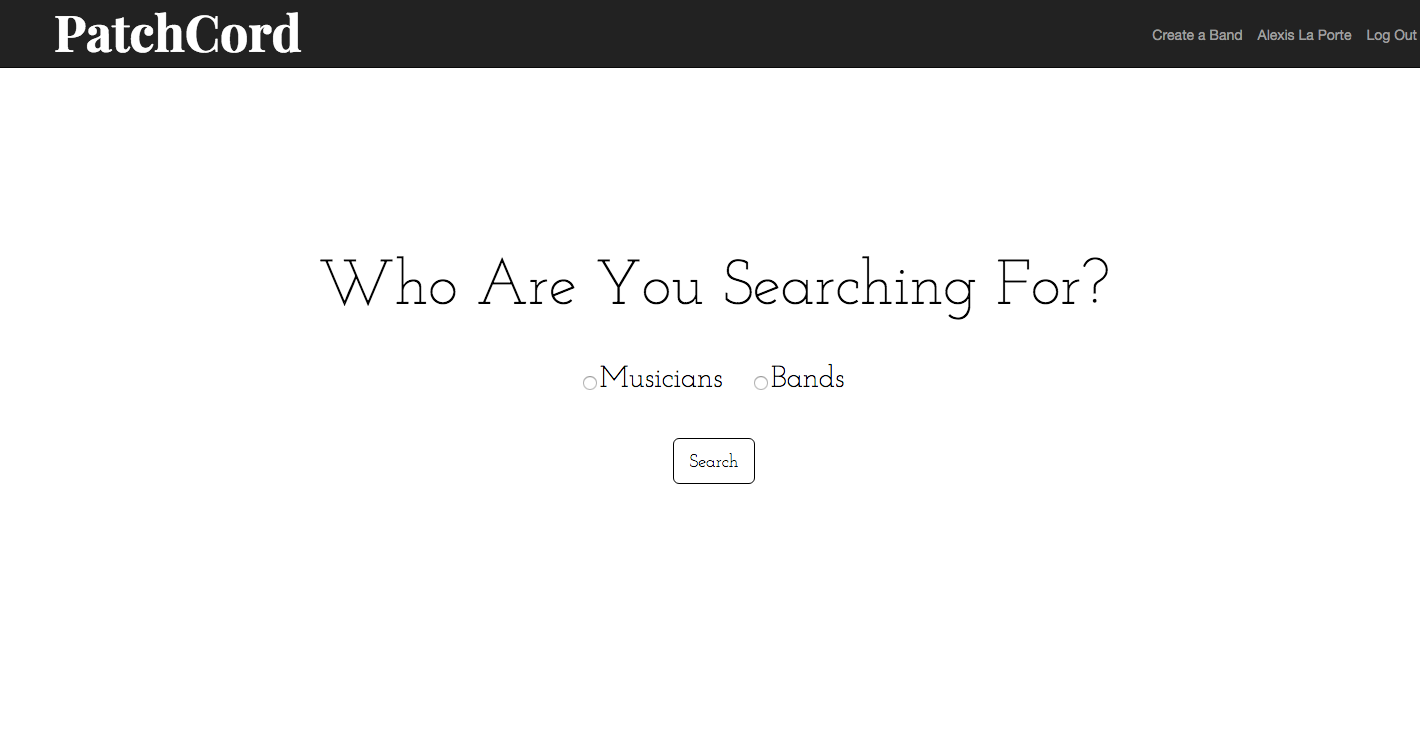 PatchCord
Create a Band Alexis La Porte Log Out
Who Are You Searching For?
Musicians Bands
Search